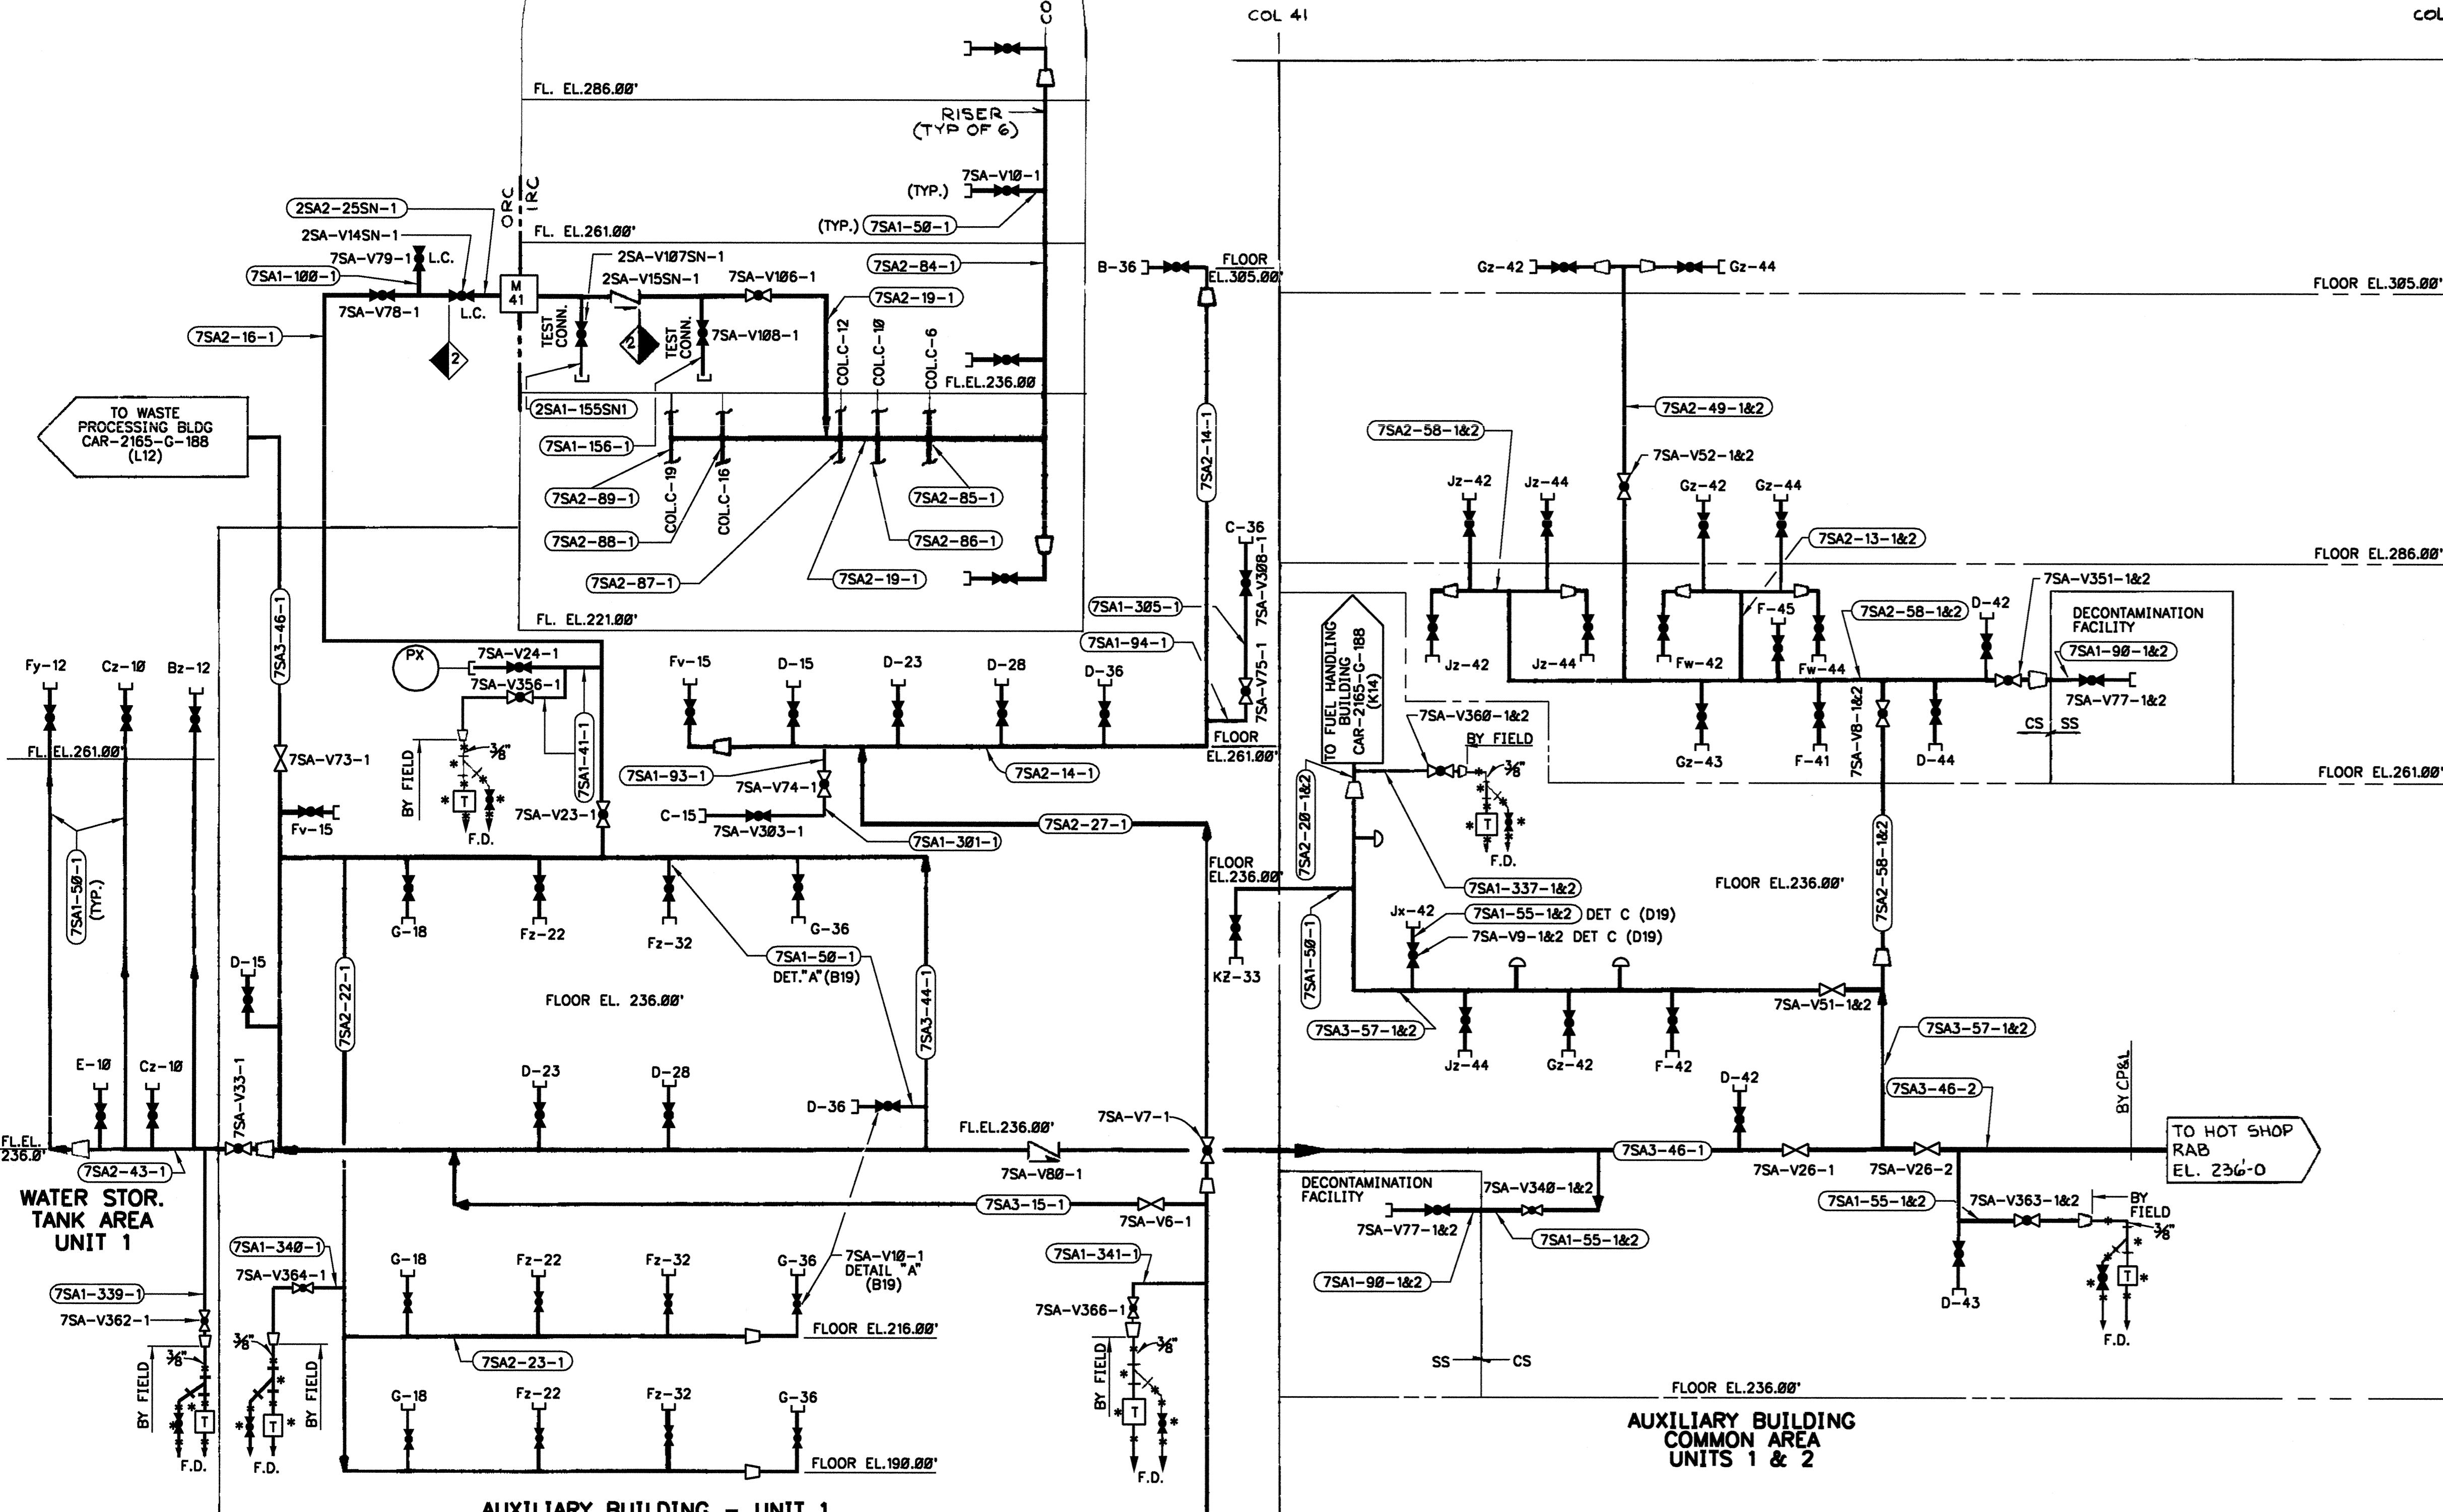 COL 41
COL
CO
FL. EL.286.00'
RISER
(TYP OF 6)
7SA-V10-1
(TYP.)
(TYP.) 7SA1-50-1
ORC
IRC
2SA2-25SN-1
2SA-V14SN-1
7SA-V79-1
L.C.
7SA1-100-1
7SA-V78-1
L.C.
M
41
2
FL. EL.261.00'
2SA-V107SN-1
2SA-V15SN-1
7SA-V106-1
7SA2-84-1
7SA2-19-1
7SA2-16-1
TEST
CONN.
2
TEST
CONN.
7SA-V108-1
COL.C-12
COL.C-10
COL.C-6
FL.EL.236.00
2SA1-155SN1
7SA1-156-1
7SA2-89-1
COL.C-19
COL.C-16
7SA2-85-1
7SA2-88-1
7SA2-86-1
7SA2-87-1
7SA2-19-1
FL. EL.221.00'
B-36
FLOOR
EL.305.00'
7SA2-14-1
C-36
7SA-V308-1
7SA1-305-1
7SA1-94-1
7SA-V75-1
FLOOR
EL.261.00'
Gz-42
Gz-44
FLOOR EL.305.00'
7SA2-49-1&2
7SA2-58-1&2
7SA-V52-1&2
Jz-42
Jz-44
Gz-42
Gz-44
7SA2-13-1&2
FLOOR EL.286.00'
7SA-V351-1&2
F-45
7SA2-58-1&2
D-42
DECONTAMINATION
FACILITY
7SA1-90-1&2
7SA-V77-1&2
Jz-42
Jz-44
Fw-42
Fw-44
CS
SS
Gz-43
F-41
7SA-V8-1&2
D-44
FLOOR EL.261.00'
TO WASTE
PROCESSING BLDG
CAR-2165-G-188
(L12)
7SA3-46-1
7SA-V73-1
Fv-15
Fy-12
Cz-10
Bz-12
FL. EL.261.00'
7SA1-50-1
(TYP.)
PX
7SA-V24-1
7SA-V356-1
7SA1-41-1
3/8"
BY FIELD
*
*
*
T
*
F.D.
7SA-V23-1
Fv-15
D-15
D-23
D-28
D-36
7SA1-93-1
7SA-V74-1
C-15
7SA-V303-1
7SA1-301-1
7SA2-14-1
7SA2-27-1
G-18
Fz-22
Fz-32
G-36
7SA1-50-1
DET."A"(B19)
FLOOR EL. 236.00'
7SA2-22-1
7SA3-44-1
D-15
E-10
Cz-10
7SA-V33-1
D-23
D-28
D-36
FL.EL.
236.0'
7SA2-43-1
WATER STOR.
TANK AREA
UNIT 1
FL.EL.236.00'
7SA-V80-1
7SA-V7-1
7SA3-15-1
7SA-V6-1
TO FUEL HANDLING
BUILDING
CAR-2165-G-188
(K14)
7SA2-20-1&2
7SA-V360-1&2
BY FIELD
3/8"
*
*
*
T
*
F.D.
7SA1-337-1&2
FLOOR
EL.236.00'
KZ-33
7SA1-50-1
Jx-42
7SA1-55-1&2 DET C (D19)
7SA-V9-1&2 DET C (D19)
FLOOR EL.236.00'
7SA2-58-1&2
7SA3-57-1&2
Jz-44
Gz-42
F-42
7SA-V51-1&2
7SA3-57-1&2
7SA3-46-2
BY CP&L
D-42
7SA3-46-1
7SA-V26-1
7SA-V26-2
TO HOT SHOP
RAB
EL. 236'-0
DECONTAMINATION
FACILITY
7SA-V340-1&2
7SA-V77-1&2
7SA1-55-1&2
7SA1-90-1&2
7SA1-55-1&2
7SA-V363-1&2
BY
FIELD
3/8"
*
*
T
*
F.D.
D-43
7SA1-339-1
7SA-V362-1
3/8"
BY FIELD
*
*
T
F.D.
7SA1-340-1
7SA-V364-1
3/8"
BY FIELD
*
*
T
*
F.D.
G-18
Fz-22
Fz-32
G-36
7SA-V10-1
DETAIL "A"
(B19)
FLOOR EL.216.00'
7SA2-23-1
G-18
Fz-22
Fz-32
G-36
FLOOR EL.190.00'
7SA1-341-1
7SA-V366-1
BY FIELD
3/8"
*
*
T
*
F.D.
SS
CS
FLOOR EL.236.00'
AUXILIARY BUILDING
COMMON AREA
UNITS 1 & 2
AUXILIARY BUILDING - UNIT 1